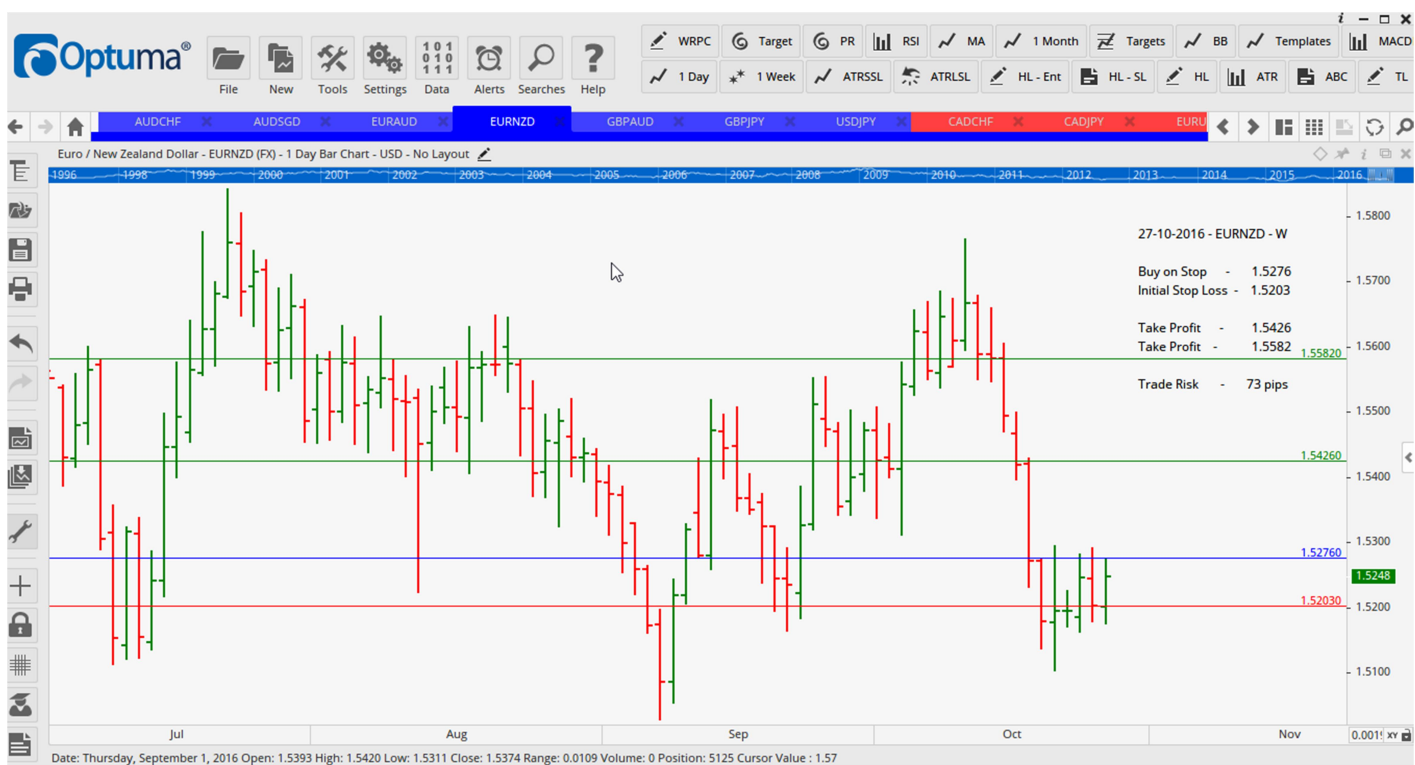 i
Optuma®
File New Tools Settings Data Alerts Searches Help
101
010
111
WRPC Target PR RSI MA 1 Month Targets BB Templates MACD
1 Day 1 Week ATRSSL ATRLSL HL - Ent HL - SL HL ATR ABC TL
AUDCHF AUDSGD EURAUD EURNZD GBPAUD GBPJPY USDJPY CADCHF CADJPY EURU
Euro / New Zealand Dollar - EURNZD (FX) - 1 Day Bar Chart - USD - No Layout
1996 1998 1999 2000 2001 2002 2003 2004 2005 2006 2007 2008 2009 2010 2011 2012 2013 2014 2015 2016
27-10-2016 - EURNZD - W
Buy on Stop - 1.5276
Initial Stop Loss - 1.5203
Take Profit - 1.5426
Take Profit - 1.5582
Trade Risk - 73 pips
1.5800
1.5700
1.5600
1.55820
1.5500
1.54260
1.5400
1.5300
1.52760
1.5248
1.52030
1.5200
1.5100
Jul Aug Sep Oct Nov
XY
Date: Thursday, September 1, 2016 Open: 1.5393 High: 1.5420 Low: 1.5311 Close: 1.5374 Range: 0.0109 Volume: 0 Position: 5125 Cursor Value : 1.57